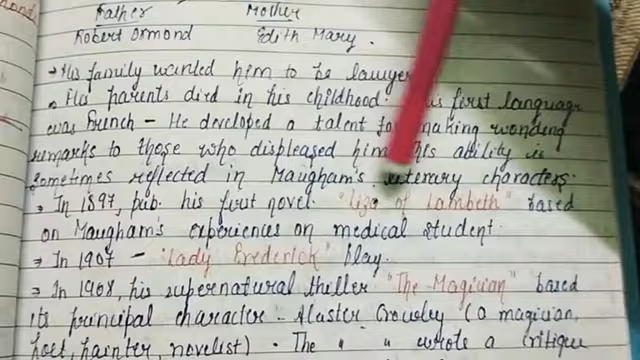 Father Mother
Robert Ormond Edith Mary.
→ His family wanted him to be lawyer
• His parents died in his childhood. His first language
was French - He developed a talent for making wonding
remarks to those who displeased him. This ability is
sometimes reflected in Maugham's literary characters.
→ In 1897, pub. his first novel "Liza of Lambeth" based
on Maugham's experiences on medical student.
→ In 1907 - "Lady Frederick" Play.
→ In 1908, his supernatural thiller "The Magician" based
its principal character - Aluster Crowley (a magician,
poet, painter, novelist). The " " wrote a critique